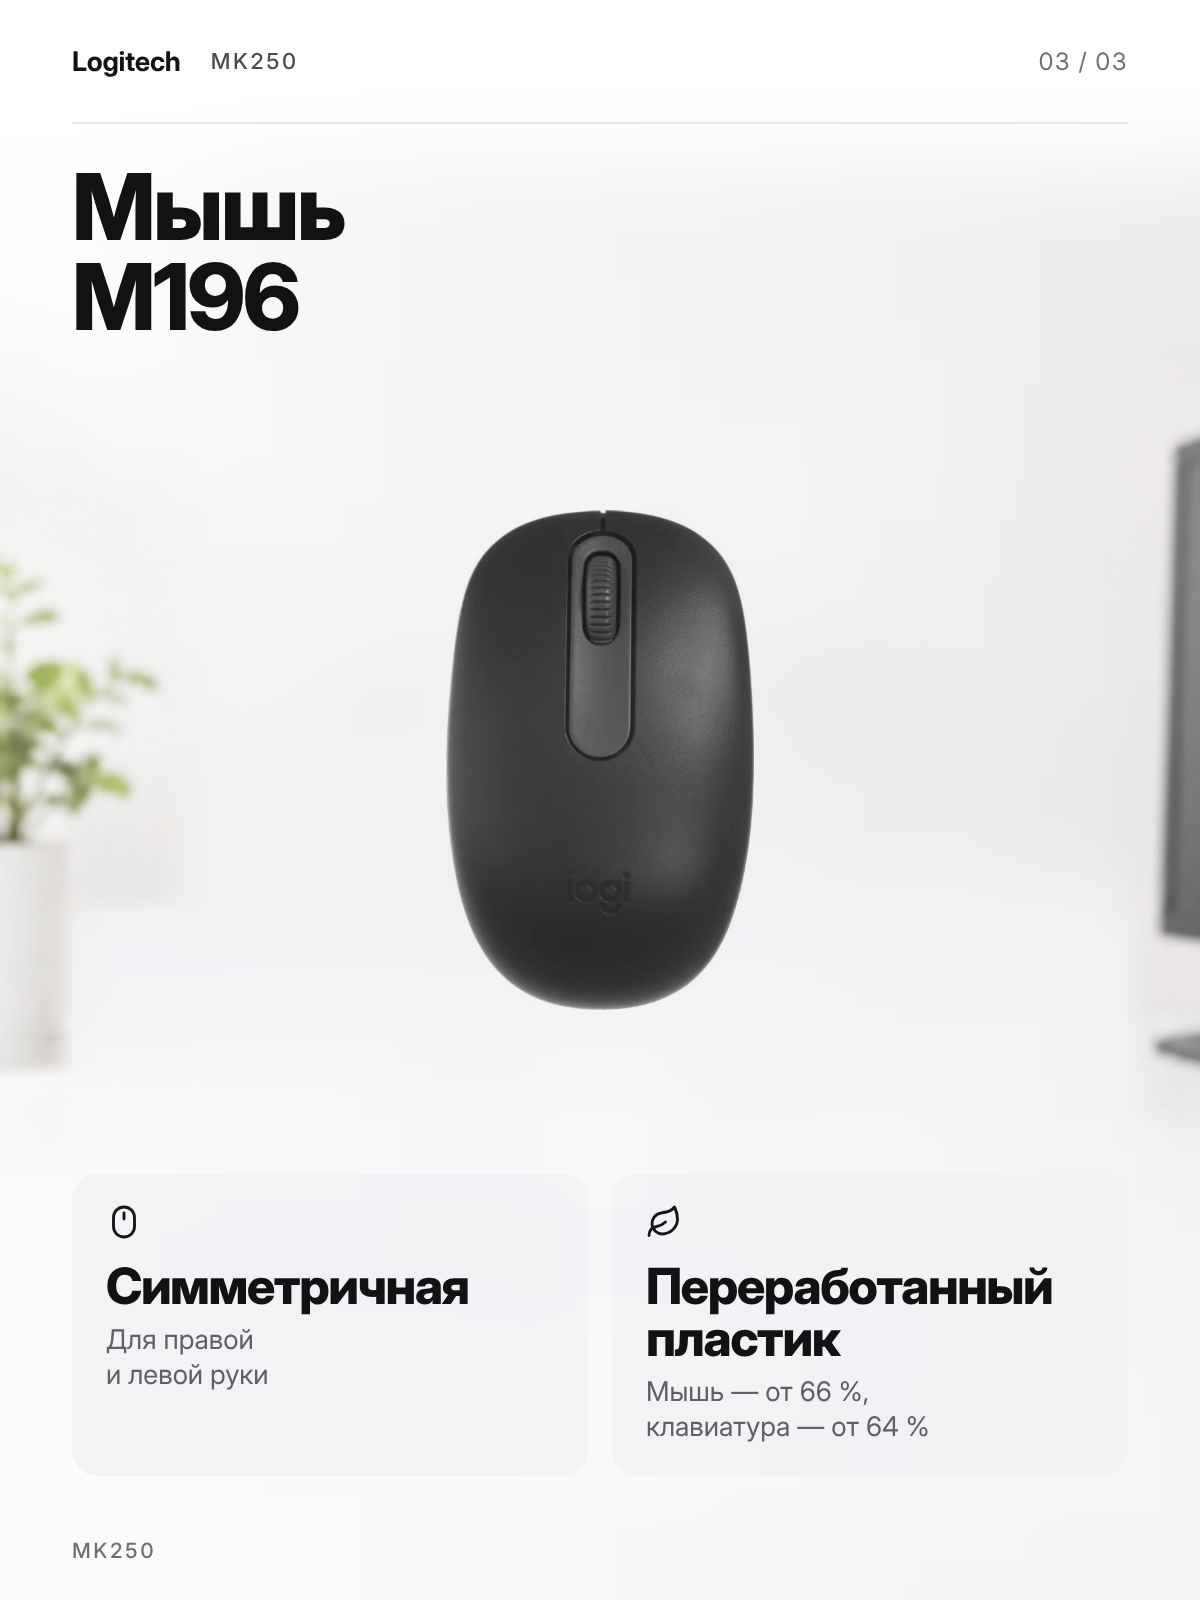 Logitech MK250 03 / 03
Мышь
M196
logi
Симметричная
Для правой
и левой руки
Переработанный
пластик
Мышь — от 66 %,
клавиатура — от 64 %
MK250